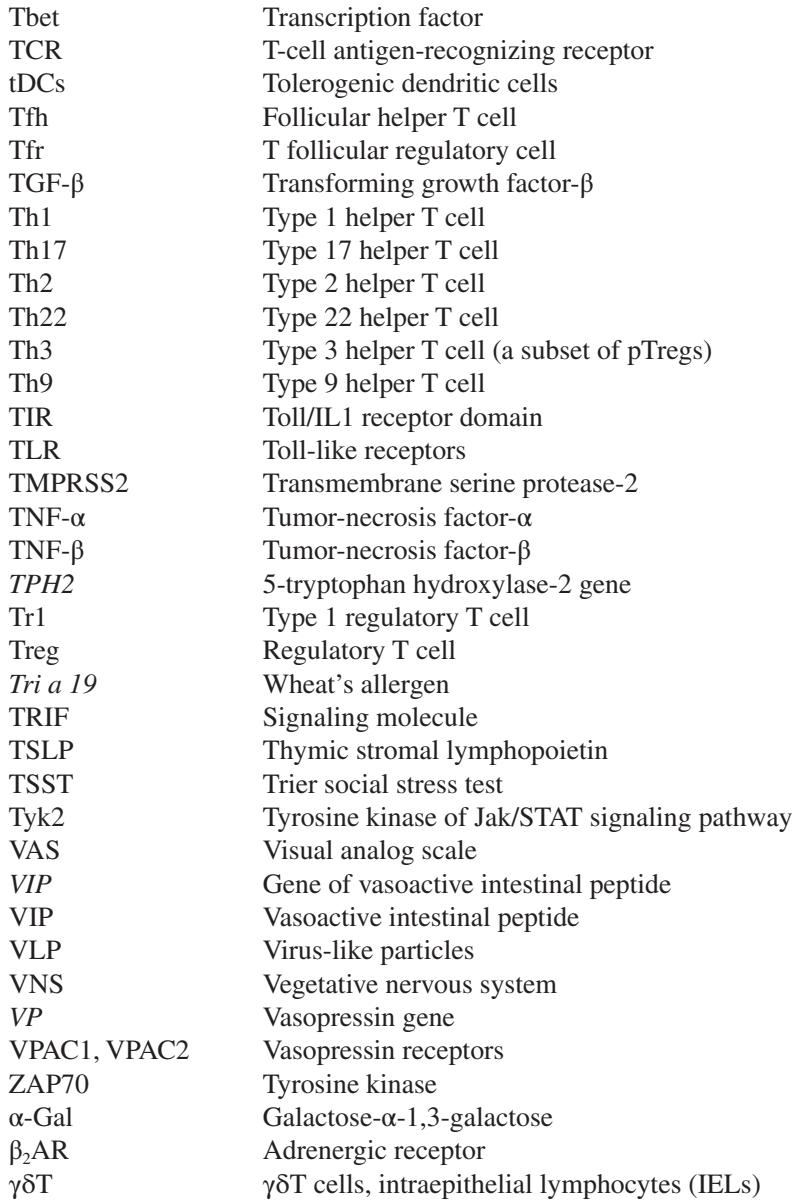 Tbet Transcription factor
TCR T-cell antigen-recognizing receptor
tDCs Tolerogenic dendritic cells
Tfh Follicular helper T cell
Tfr T follicular regulatory cell
TGF-β Transforming growth factor-β
Th1 Type 1 helper T cell
Th17 Type 17 helper T cell
Th2 Type 2 helper T cell
Th22 Type 22 helper T cell
Th3 Type 3 helper T cell (a subset of pTregs)
Th9 Type 9 helper T cell
TIR Toll/IL1 receptor domain
TLR Toll-like receptors
TMPRSS2 Transmembrane serine protease-2
TNF-α Tumor-necrosis factor-α
TNF-β Tumor-necrosis factor-β
TPH2 5-tryptophan hydroxylase-2 gene
Tr1 Type 1 regulatory T cell
Treg Regulatory T cell
Tri a 19 Wheat's allergen
TRIF Signaling molecule
TSLP Thymic stromal lymphopoietin
TSST Trier social stress test
Tyk2 Tyrosine kinase of Jak/STAT signaling pathway
VAS Visual analog scale
VIP Gene of vasoactive intestinal peptide
VIP Vasoactive intestinal peptide
VLP Virus-like particles
VNS Vegetative nervous system
VP Vasopressin gene
VPAC1, VPAC2 Vasopressin receptors
ZAP70 Tyrosine kinase
α-Gal Galactose-α-1,3-galactose
β₂AR Adrenergic receptor
γδT γδT cells, intraepithelial lymphocytes (IELs)